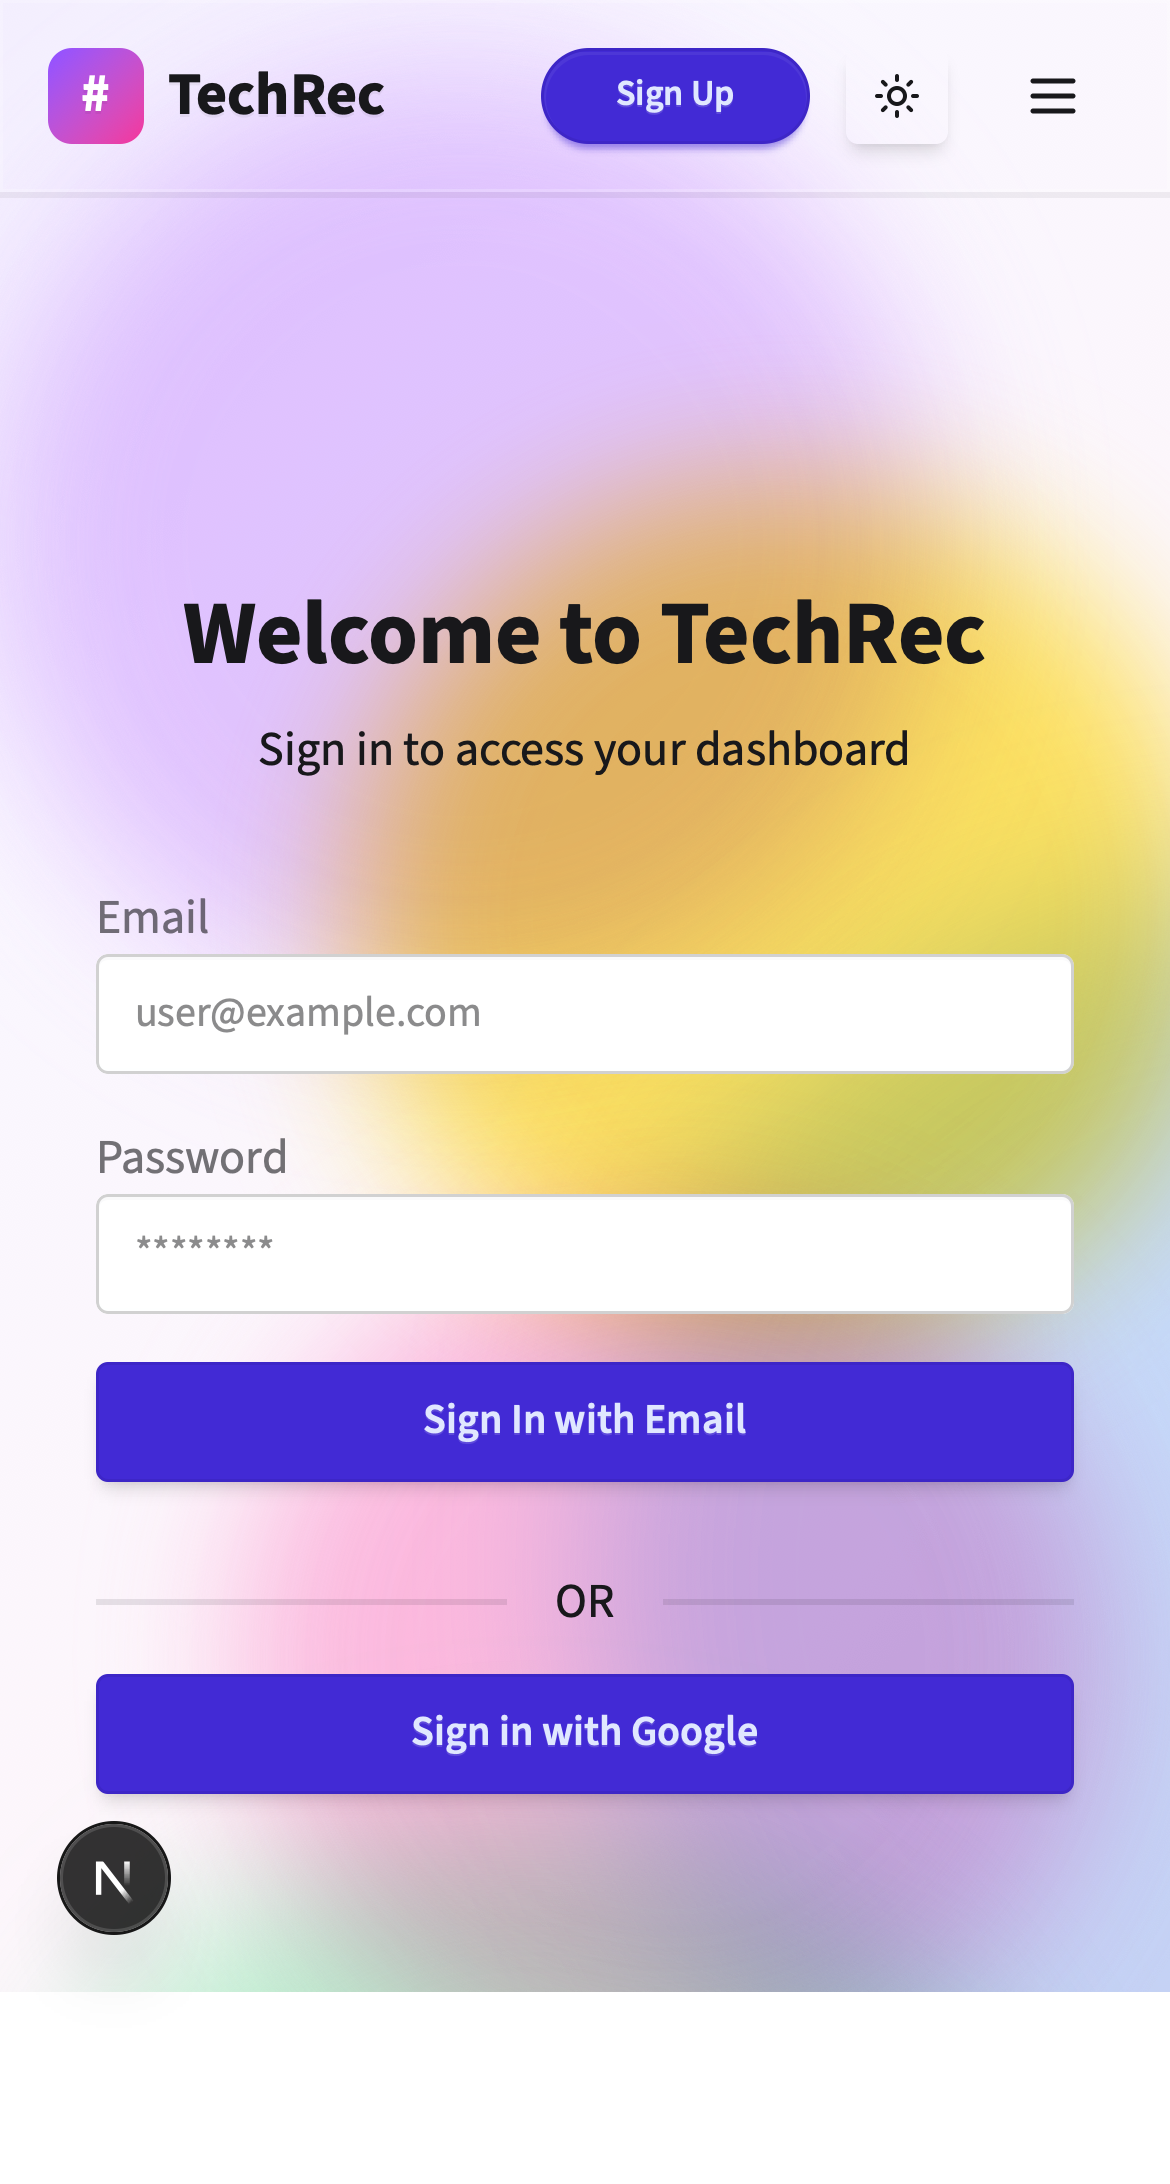 # TechRec
Sign Up
Welcome to TechRec
Sign in to access your dashboard
Email
user@example.com
Password
********
Sign In with Email
OR
Sign in with Google
N